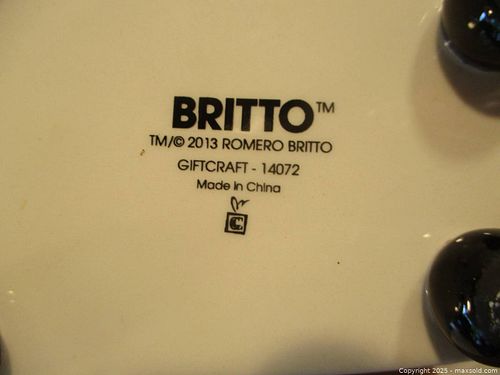 BRITTO™
TM/© 2013 ROMERO BRITTO
GIFTCRAFT - 14072
Made in China
C
Copyright 2025 - maxsold.com